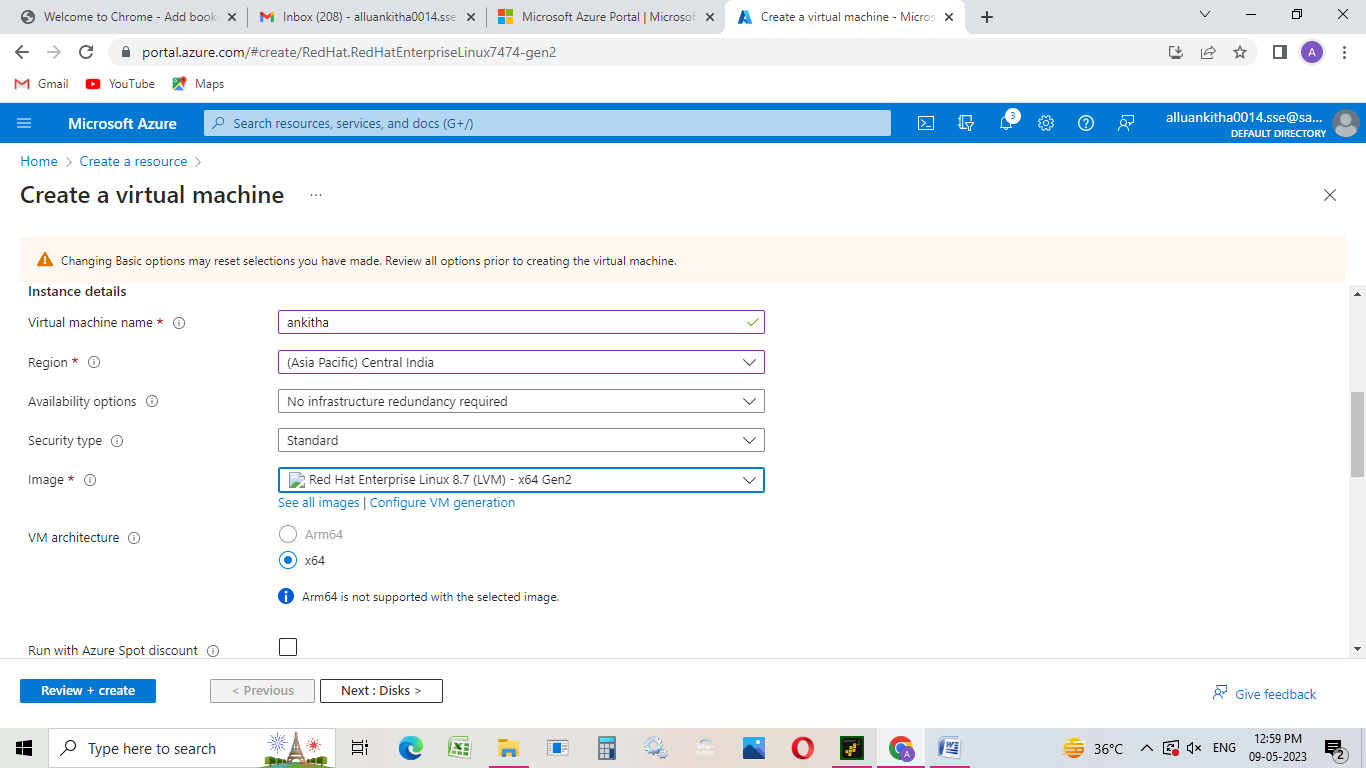 Welcome to Chrome - Add book
Inbox (208) - alluankitha0014.sse
Microsoft Azure Portal | Microsof
Create a virtual machine - Micros
portal.azure.com/#create/RedHat.RedHatEnterpriseLinux7474-gen2
A
Gmail
YouTube
Maps
Microsoft Azure
Search resources, services, and docs (G+/)
3
alluankitha0014.sse@sa...
DEFAULT DIRECTORY
Home > Create a resource >
Create a virtual machine ...
Changing Basic options may reset selections you have made. Review all options prior to creating the virtual machine.
Instance details
Virtual machine name *
ankitha
Region *
(Asia Pacific) Central India
Availability options
No infrastructure redundancy required
Security type
Standard
Image *
Red Hat Enterprise Linux 8.7 (LVM) - x64 Gen2
See all images | Configure VM generation
VM architecture
Arm64
x64
Arm64 is not supported with the selected image.
Run with Azure Spot discount
Review + create
< Previous
Next : Disks >
Give feedback
Type here to search
36°C
ENG
12:59 PM
09-05-2023
2